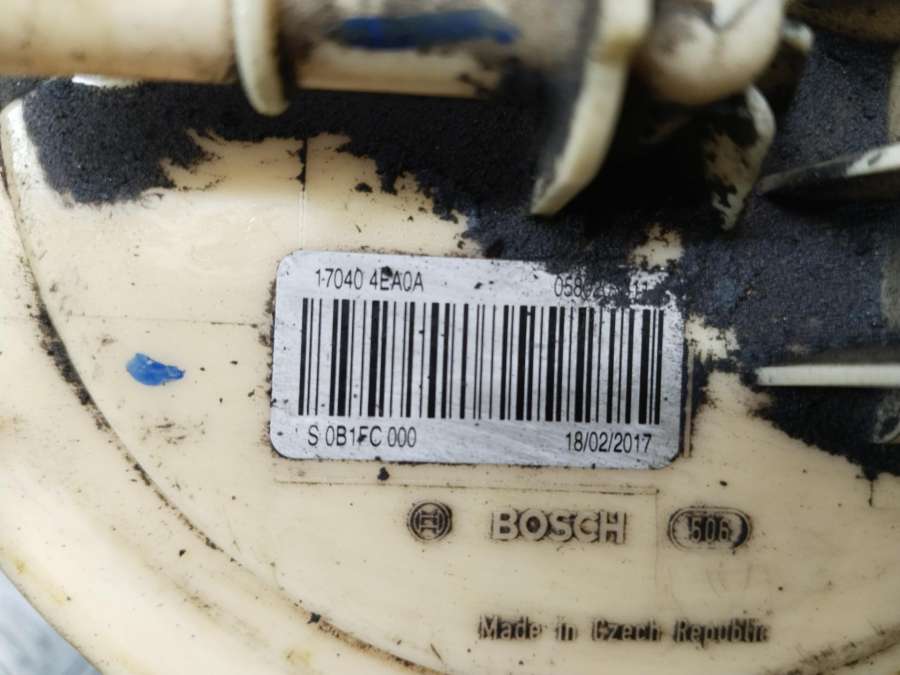 17040 4EA0A
S 0B1FC 000 18/02/2017
BOSCH 506
Made in Czech Republic